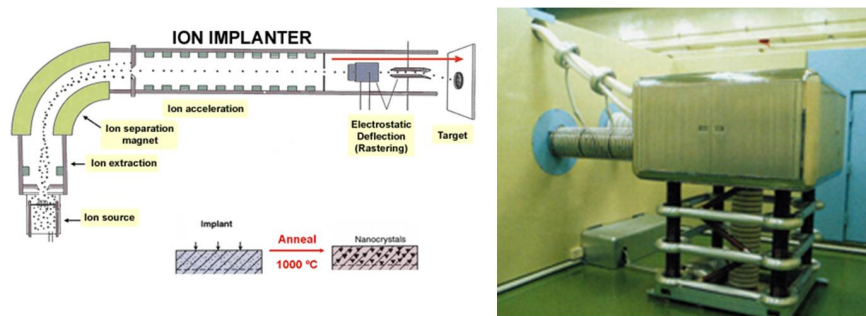 ION IMPLANTER
Ion acceleration
Electrostatic
Deflection
(Rastering)
Target
Ion separation
magnet
Ion extraction
Ion source
Implant
Anneal
1000 ºC
Nanocrystals